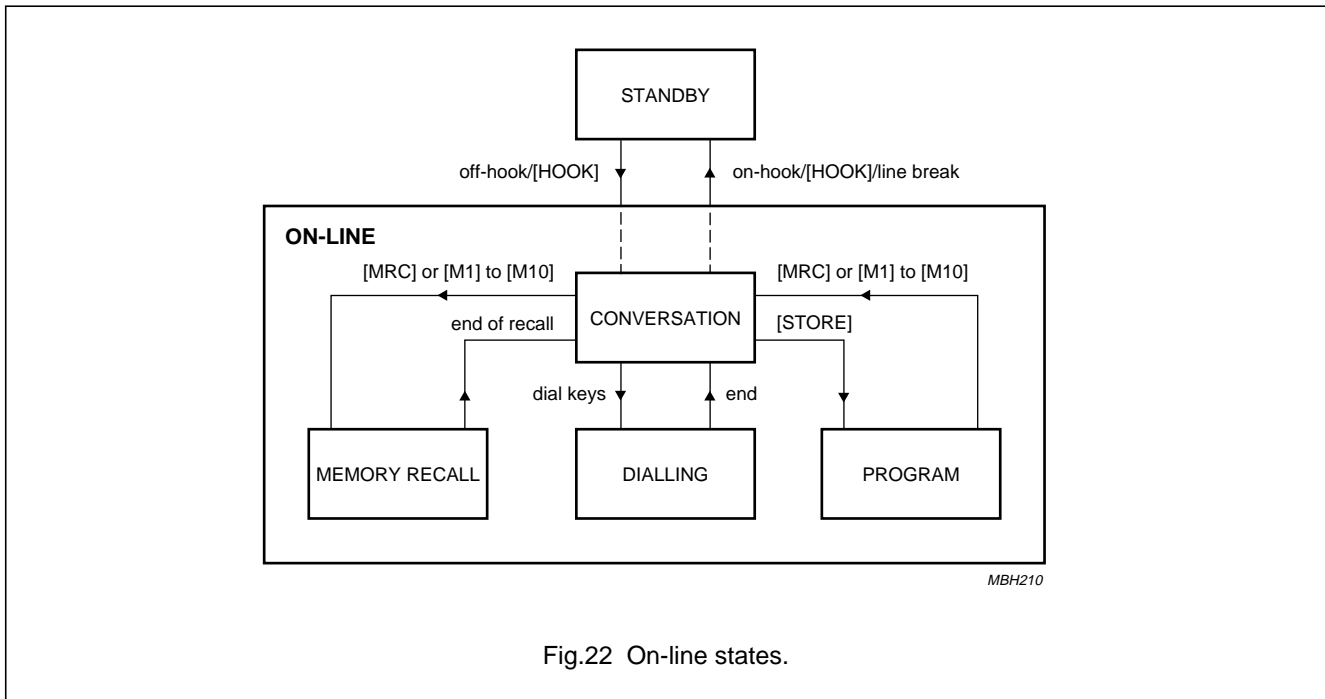 STANDBY
off-hook/[HOOK]
on-hook/[HOOK]/line break
ON-LINE
[MRC] or [M1] to [M10]
[MRC] or [M1] to [M10]
CONVERSATION
end of recall
[STORE]
dial keys
end
MEMORY RECALL
DIALLING
PROGRAM
MBH210
Fig.22 On-line states.